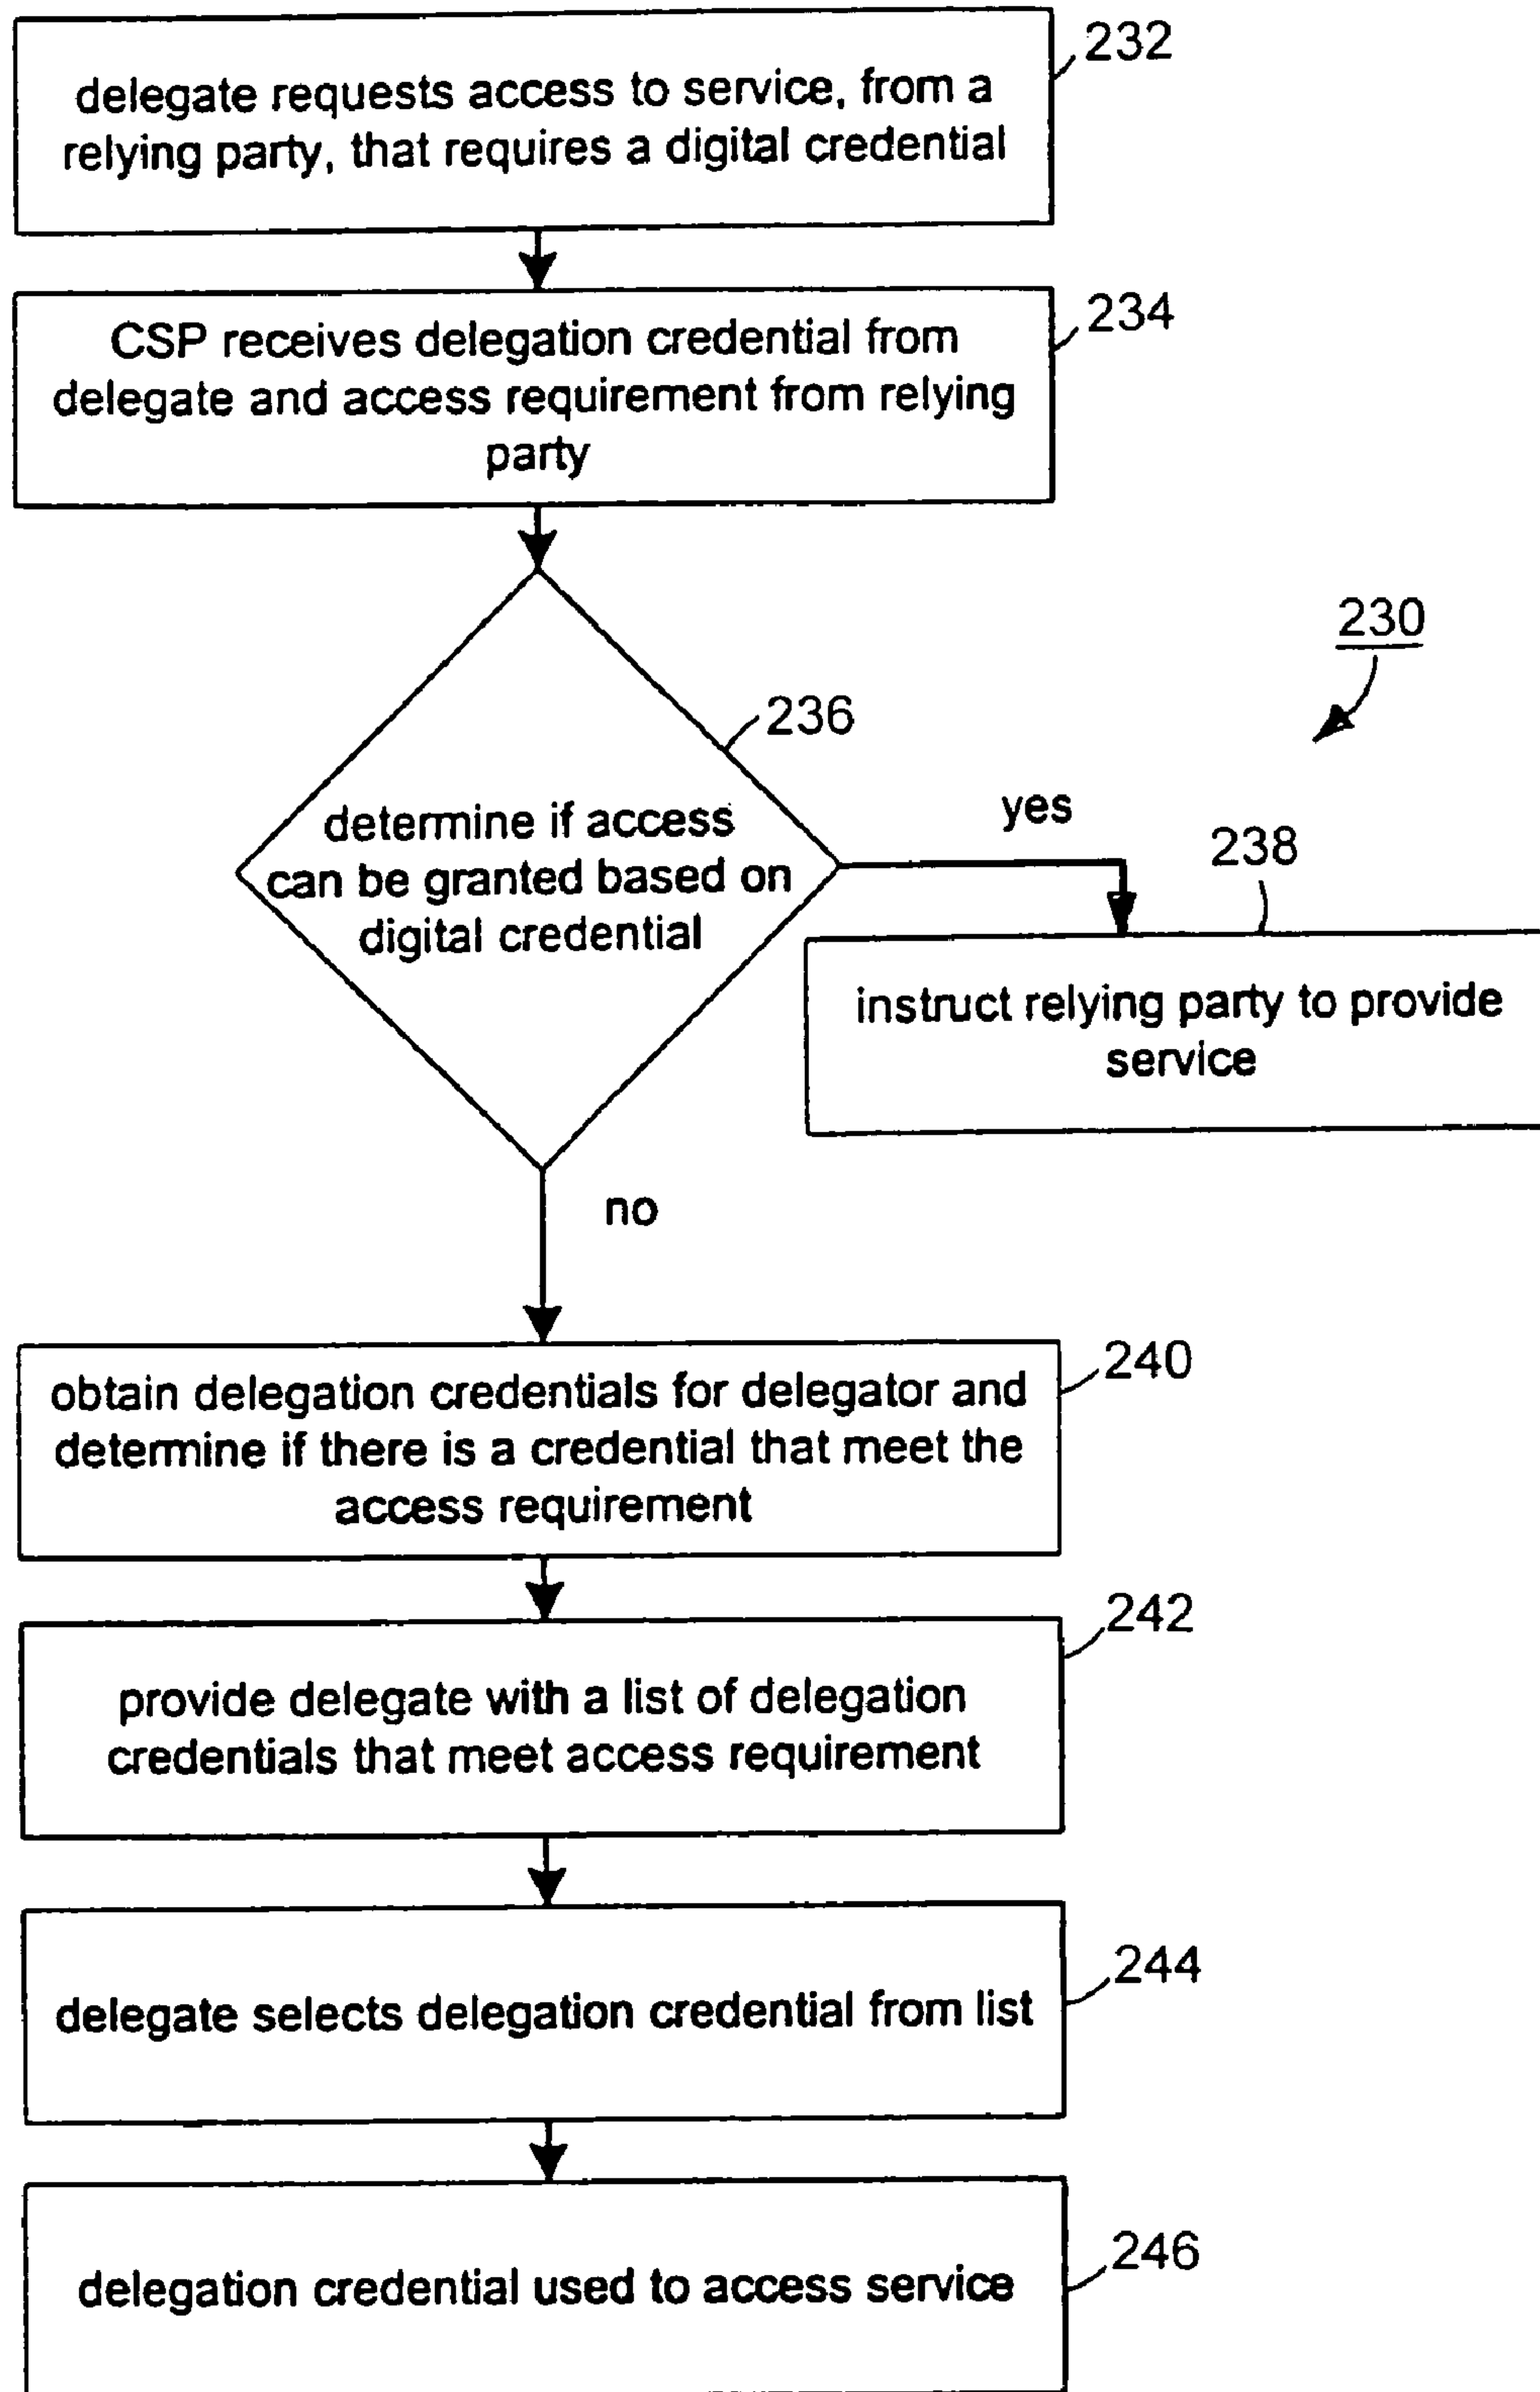 232
delegate requests access to service, from a
relying party, that requires a digital credential
234
CSP receives delegation credential from
delegate and access requirement from relying
party
230
236
determine if access
can be granted based on
digital credential
yes
238
instruct relying party to provide
service
no
240
obtain delegation credentials for delegator and
determine if there is a credential that meet the
access requirement
242
provide delegate with a list of delegation
credentials that meet access requirement
244
delegate selects delegation credential from list
246
delegation credential used to access service